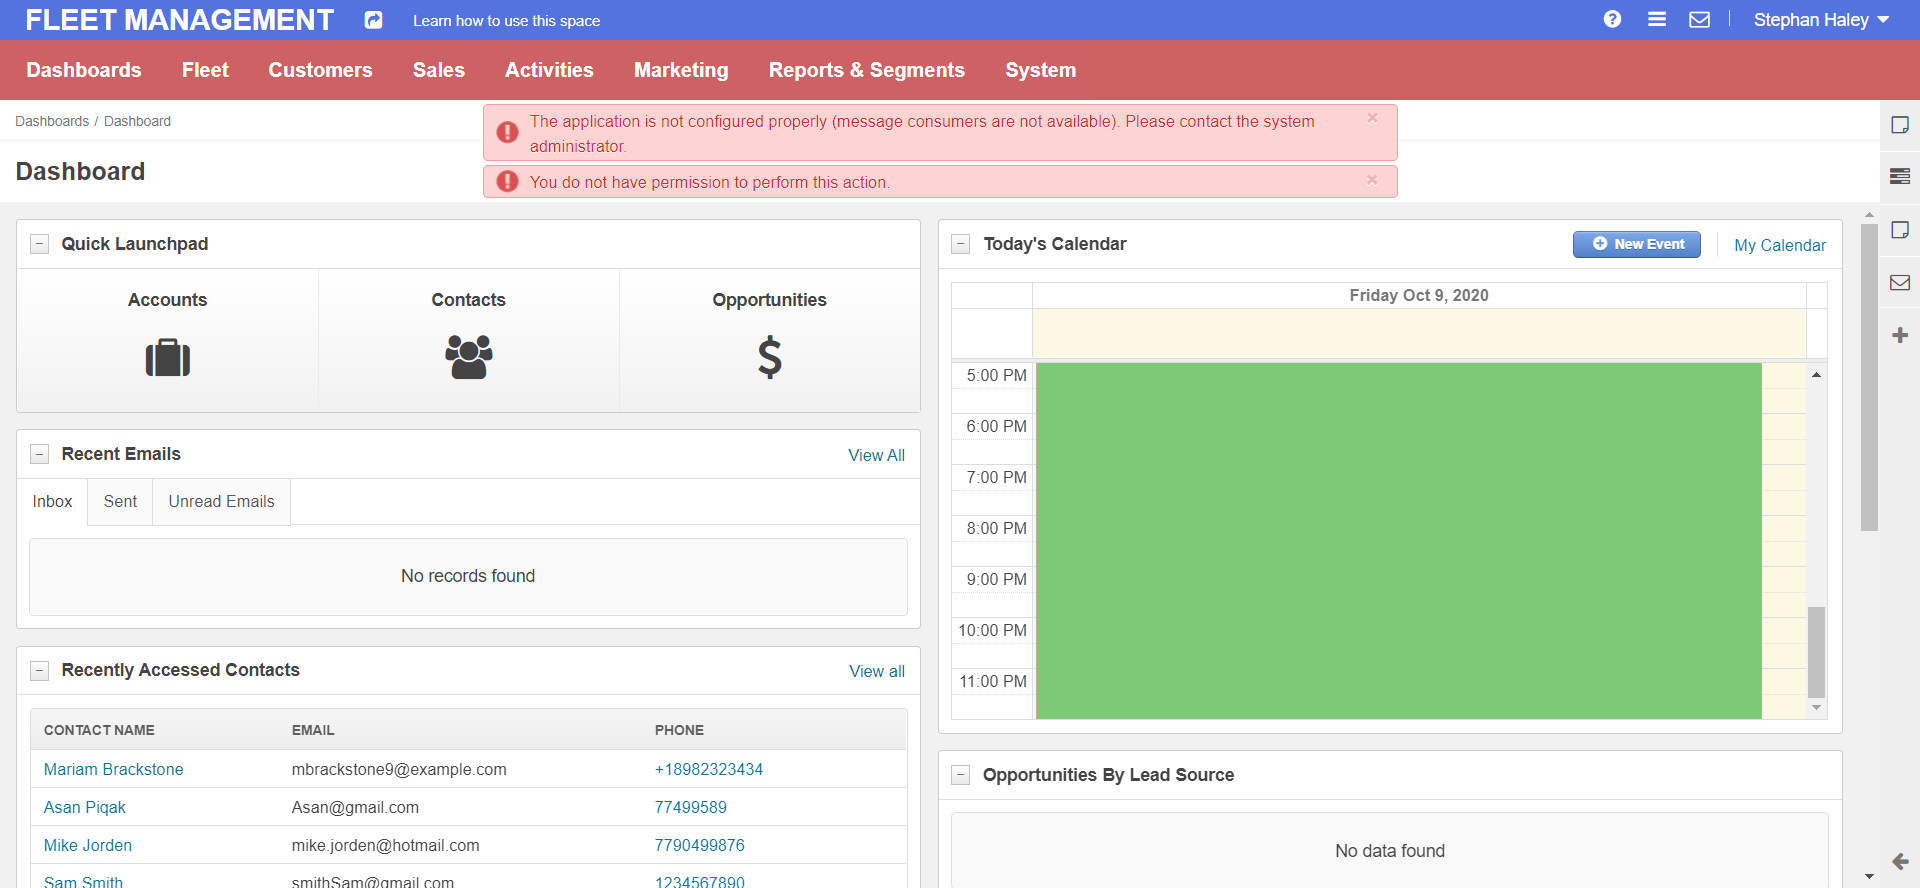 FLEET MANAGEMENT
Learn how to use this space
Stephan Haley
Dashboards Fleet Customers Sales Activities Marketing Reports & Segments System
Dashboards / Dashboard
The application is not configured properly (message consumers are not available). Please contact the system
administrator.
You do not have permission to perform this action.
Dashboard
Quick Launchpad
Accounts Contacts Opportunities
Recent Emails View All
Inbox Sent Unread Emails
No records found
Recently Accessed Contacts View all
CONTACT NAME EMAIL PHONE
Mariam Brackstone mbrackstone9@example.com +18982323434
Asan Piqak Asan@gmail.com 77499589
Mike Jorden mike.jorden@hotmail.com 7790499876
Sam Smith smithSam@gmail.com 1234567890
Today's Calendar New Event My Calendar
Friday Oct 9, 2020
5:00 PM
6:00 PM
7:00 PM
8:00 PM
9:00 PM
10:00 PM
11:00 PM
Opportunities By Lead Source
No data found